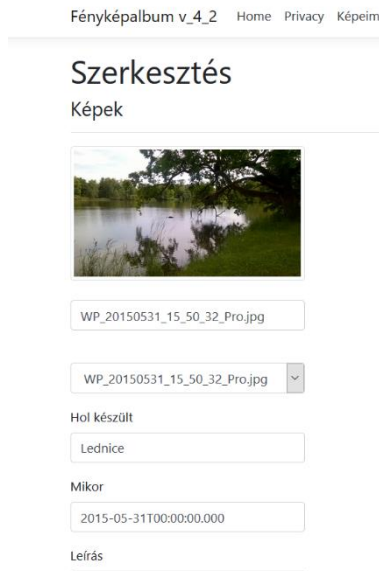 Fényképalbum v_4_2 Home Privacy Képeim
Szerkesztés
Képek
WP_20150531_15_50_32_Pro.jpg
WP_20150531_15_50_32_Pro.jpg
Hol készült
Lednice
Mikor
2015-05-31T00:00:00.000
Leírás